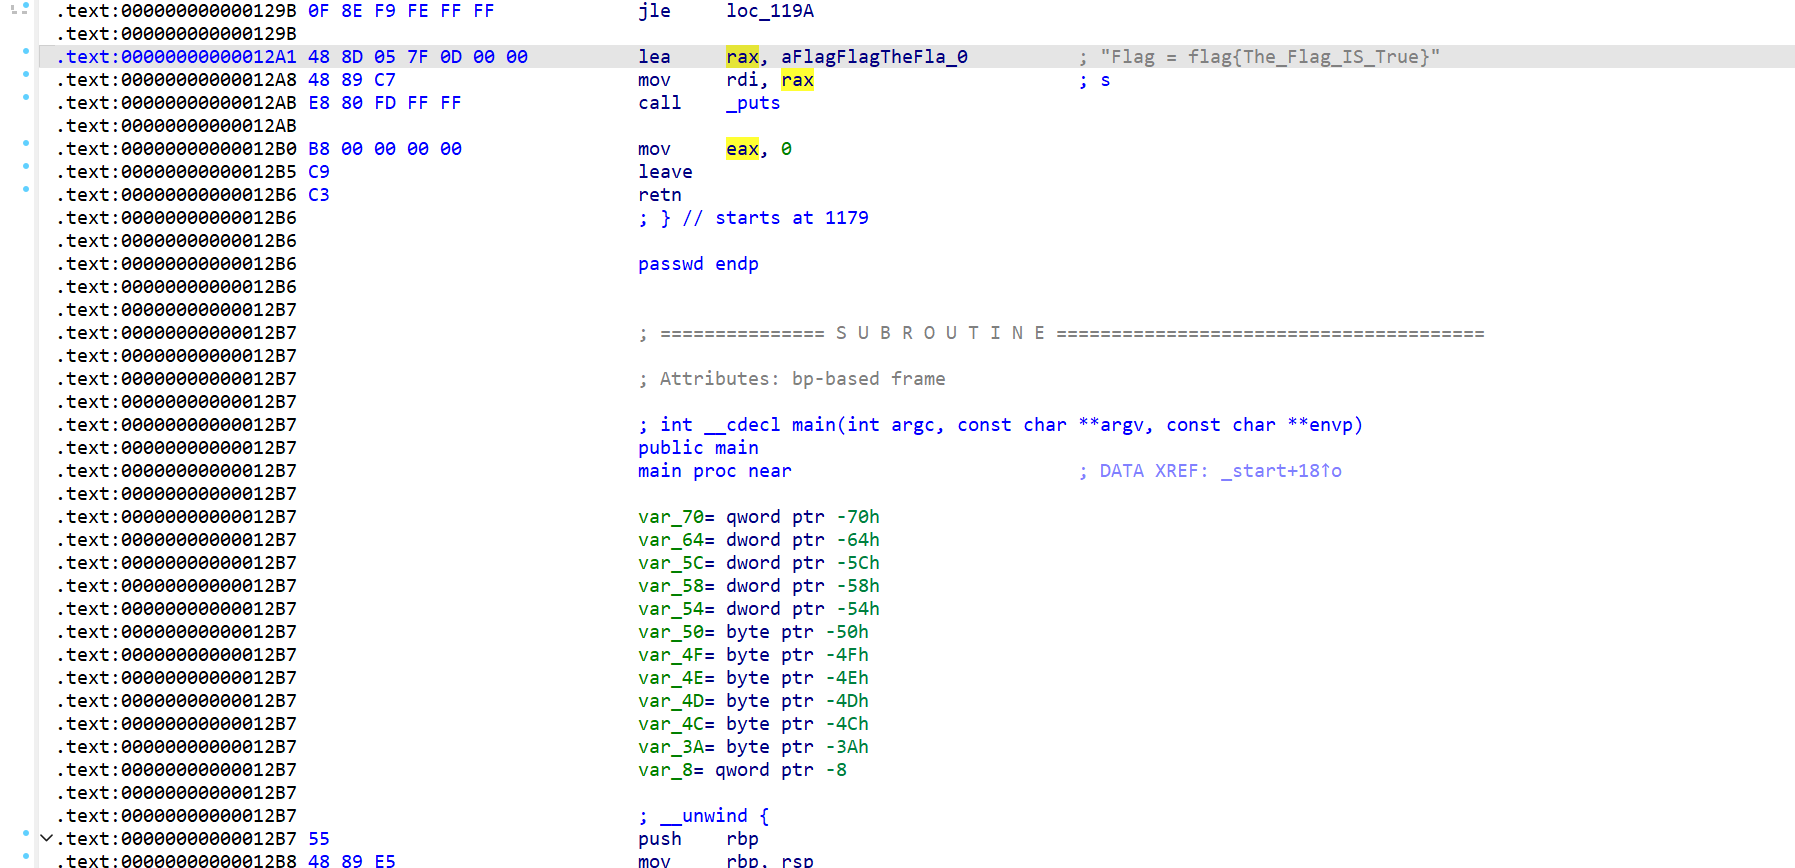 .text:000000000000129B 0F 8E F9 FE FF FF jle loc_119A
.text:000000000000129B
.text:00000000000012A1 48 8D 05 7F 0D 00 00 lea rax, aFlagFlagTheFla_0 ; "Flag = flag{The_Flag_IS_True}"
.text:00000000000012A8 48 89 C7 mov rdi, rax ; s
.text:00000000000012AB E8 80 FD FF FF call _puts
.text:00000000000012AB
.text:00000000000012B0 B8 00 00 00 00 mov eax, 0
.text:00000000000012B5 C9 leave
.text:00000000000012B6 C3 retn
.text:00000000000012B6 ; } // starts at 1179
.text:00000000000012B6
.text:00000000000012B6 passwd endp
.text:00000000000012B6
.text:00000000000012B7
.text:00000000000012B7 ; =============== S U B R O U T I N E =======================================
.text:00000000000012B7
.text:00000000000012B7 ; Attributes: bp-based frame
.text:00000000000012B7
.text:00000000000012B7 ; int __cdecl main(int argc, const char **argv, const char **envp)
.text:00000000000012B7 public main
.text:00000000000012B7 main proc near ; DATA XREF: _start+18↑o
.text:00000000000012B7
.text:00000000000012B7 var_70= qword ptr -70h
.text:00000000000012B7 var_64= dword ptr -64h
.text:00000000000012B7 var_5C= dword ptr -5Ch
.text:00000000000012B7 var_58= dword ptr -58h
.text:00000000000012B7 var_54= dword ptr -54h
.text:00000000000012B7 var_50= byte ptr -50h
.text:00000000000012B7 var_4F= byte ptr -4Fh
.text:00000000000012B7 var_4E= byte ptr -4Eh
.text:00000000000012B7 var_4D= byte ptr -4Dh
.text:00000000000012B7 var_4C= byte ptr -4Ch
.text:00000000000012B7 var_3A= byte ptr -3Ah
.text:00000000000012B7 var_8= qword ptr -8
.text:00000000000012B7
.text:00000000000012B7 ; __unwind {
.text:00000000000012B7 55 push rbp
.text:00000000000012B8 48 89 E5 mov rbp, rsp